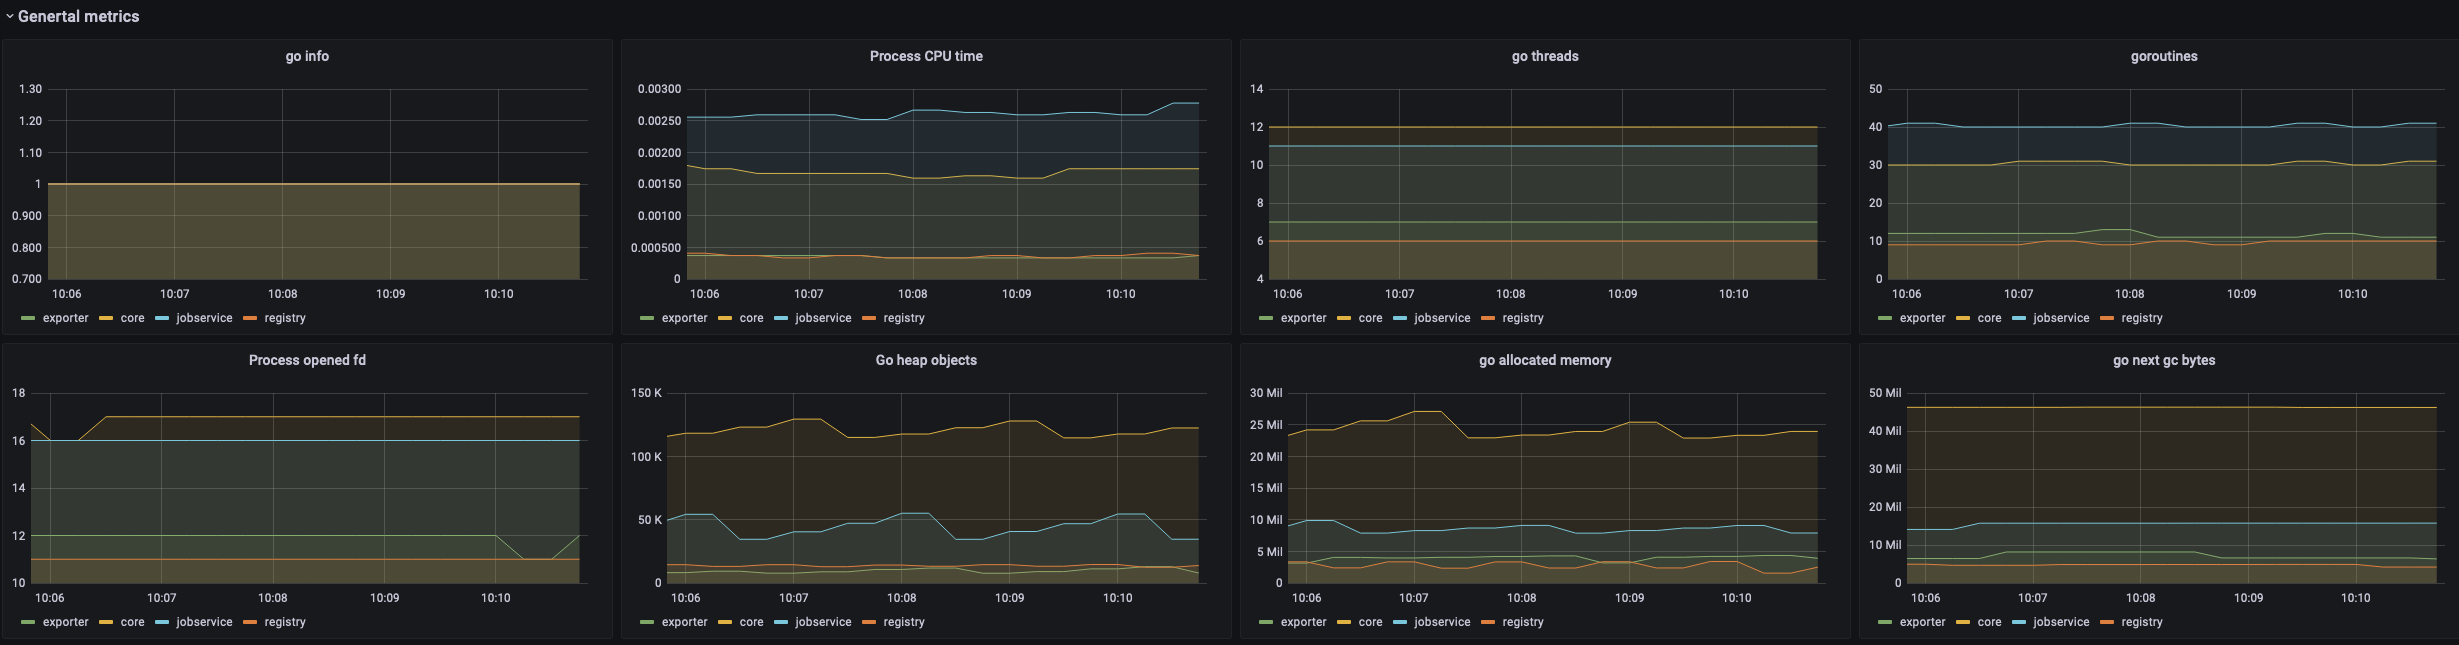 Genertal metrics
go info
1.30
1.20
1.10
1
0.900
0.800
0.700
10:06 10:07 10:08 10:09 10:10
exporter core jobservice registry
Process CPU time
0.00300
0.00250
0.00200
0.00150
0.00100
0.000500
0
10:06 10:07 10:08 10:09 10:10
exporter core jobservice registry
go threads
14
12
10
8
6
4
10:06 10:07 10:08 10:09 10:10
exporter core jobservice registry
goroutines
50
40
30
20
10
0
10:06 10:07 10:08 10:09 10:10
exporter core jobservice registry
Process opened fd
18
16
14
12
10
10:06 10:07 10:08 10:09 10:10
exporter core jobservice registry
Go heap objects
150 K
100 K
50 K
0
10:06 10:07 10:08 10:09 10:10
exporter core jobservice registry
go allocated memory
30 Mil
25 Mil
20 Mil
15 Mil
10 Mil
5 Mil
0
10:06 10:07 10:08 10:09 10:10
exporter core jobservice registry
go next gc bytes
50 Mil
40 Mil
30 Mil
20 Mil
10 Mil
0
10:06 10:07 10:08 10:09 10:10
exporter core jobservice registry